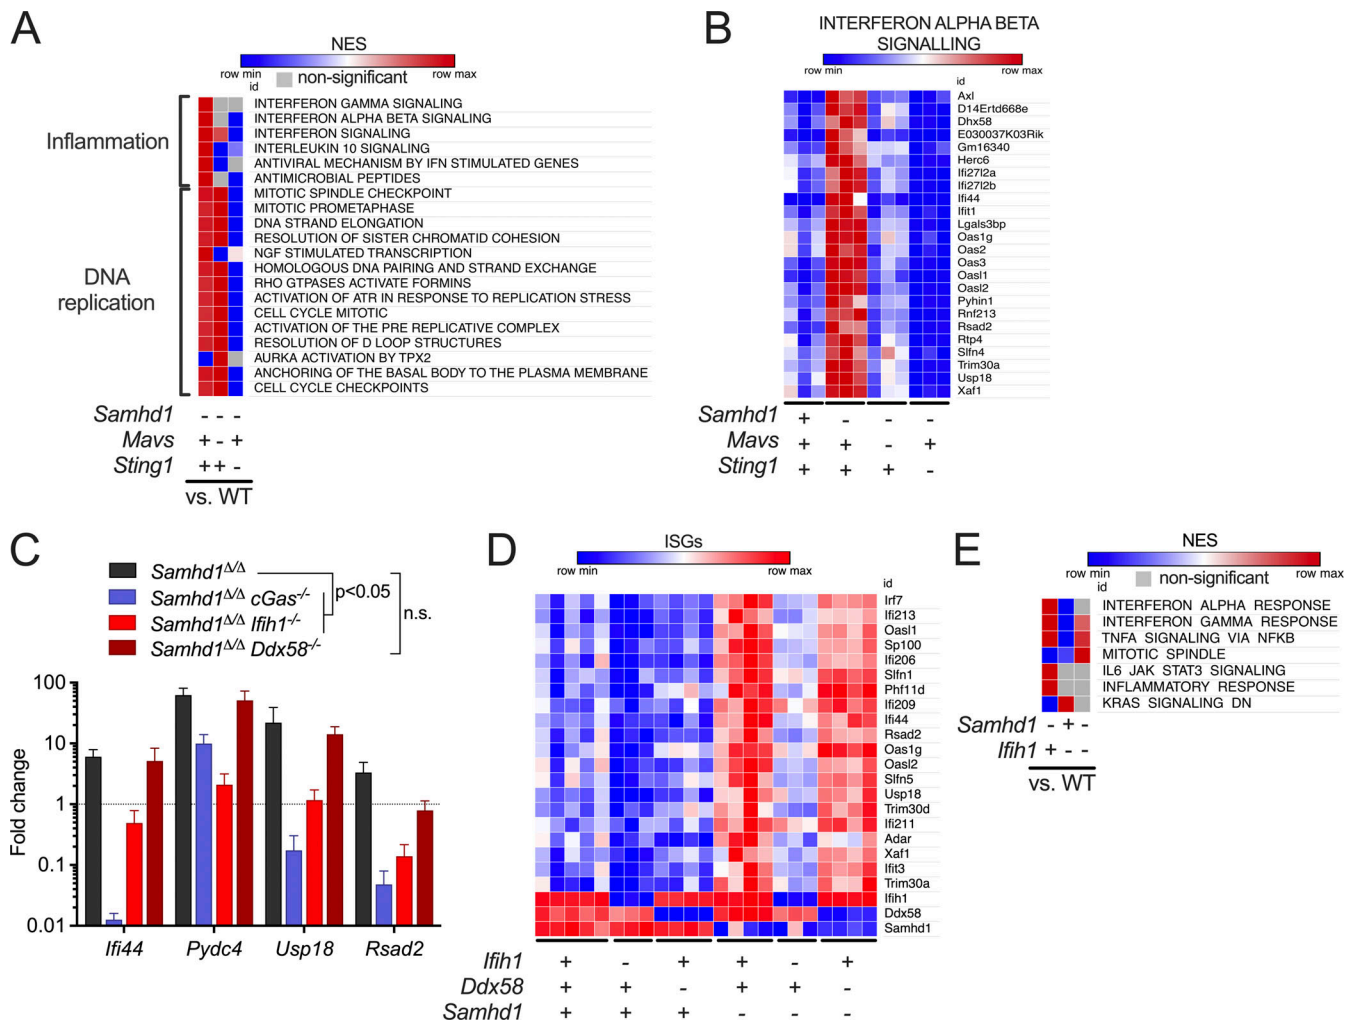 A
NES
row min
row max
id
non-significant
Inflammation
INTERFERON GAMMA SIGNALING
INTERFERON ALPHA BETA SIGNALING
INTERFERON SIGNALING
INTERLEUKIN 10 SIGNALING
ANTIVIRAL MECHANISM BY IFN STIMULATED GENES
ANTIMICROBIAL PEPTIDES
DNA
replication
MITOTIC SPINDLE CHECKPOINT
MITOTIC PROMETAPHASE
DNA STRAND ELONGATION
RESOLUTION OF SISTER CHROMATID COHESION
NGF STIMULATED TRANSCRIPTION
HOMOLOGOUS DNA PAIRING AND STRAND EXCHANGE
RHO GTPASES ACTIVATE FORMINS
ACTIVATION OF ATR IN RESPONSE TO REPLICATION STRESS
CELL CYCLE MITOTIC
ACTIVATION OF THE PRE REPLICATIVE COMPLEX
RESOLUTION OF D LOOP STRUCTURES
AURKA ACTIVATION BY TPX2
ANCHORING OF THE BASAL BODY TO THE PLASMA MEMBRANE
CELL CYCLE CHECKPOINTS
Samhd1 - - -
Mavs + - +
Sting1 + + -
vs. WT
B
INTERFERON ALPHA BETA
SIGNALLING
row min
row max
id
Axl
D14Ertd668e
Dhx58
E030037K03Rik
Gm16340
Herc6
Ifi27l2a
Ifi27l2b
Ifi44
Ifit1
Lgals3bp
Oas1g
Oas2
Oas3
Oasl1
Oasl2
Pyhin1
Rnf213
Rsad2
Rtp4
Slfn4
Trim30a
Usp18
Xaf1
Samhd1 + - - -
Mavs + + - +
Sting1 + + + -
C
Samhd1Δ/Δ
Samhd1Δ/Δ cGas-/-
Samhd1Δ/Δ Ifih1-/-
Samhd1Δ/Δ Ddx58-/-
p<0.05
n.s.
Fold change
100
10
1
0.1
0.01
Ifi44 Pydc4 Usp18 Rsad2
D
ISGs
row min
row max
id
Irf7
Ifi213
Oasl1
Sp100
Ifi206
Slfn1
Phf11d
Ifi209
Ifi44
Rsad2
Oas1g
Oasl2
Slfn5
Usp18
Trim30d
Ifi211
Adar
Xaf1
Ifit3
Trim30a
Ifih1
Ddx58
Samhd1
Ifih1 + - + + - +
Ddx58 + + - + + -
Samhd1 + + + - - -
E
NES
row min
row max
id
non-significant
INTERFERON ALPHA RESPONSE
INTERFERON GAMMA RESPONSE
TNFA SIGNALING VIA NFKB
MITOTIC SPINDLE
IL6 JAK STAT3 SIGNALING
INFLAMMATORY RESPONSE
KRAS SIGNALING DN
Samhd1 - + -
Ifih1 + - -
vs. WT